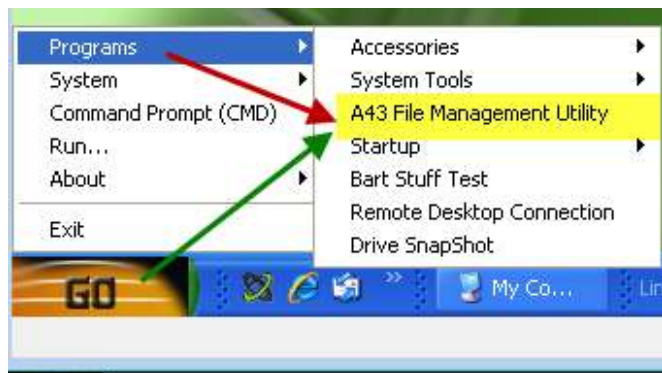 Programs
System
Command Prompt (CMD)
Run...
About
Exit
Accessories
System Tools
A43 File Management Utility
Startup
Bart Stuff Test
Remote Desktop Connection
Drive SnapShot
GO
My Co...
Lin